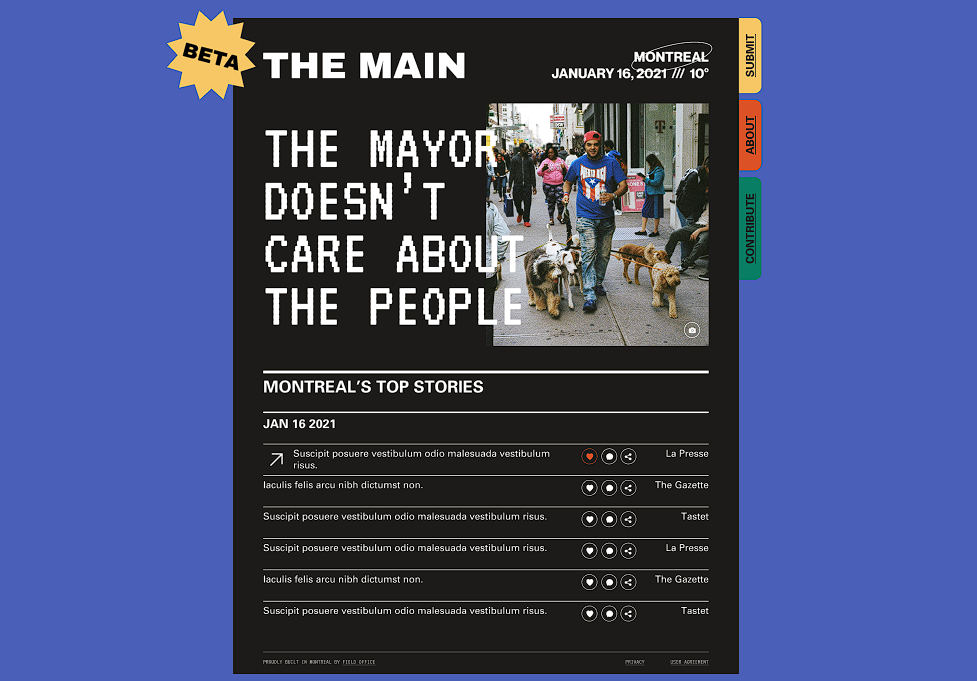 BETA
THE MAIN
MONTREAL
JANUARY 16, 2021 /// 10°
SUBMIT
ABOUT
CONTRIBUTE
THE MAYOR
DOESN'T
CARE ABOUT
THE PEOPLE
PUERTO RICO
MONTREAL'S TOP STORIES
JAN 16 2021
Suscipit posuere vestibulum odio malesuada vestibulum
risus.
La Presse
Iaculis felis arcu nibh dictumst non.
The Gazette
Suscipit posuere vestibulum odio malesuada vestibulum risus.
Tastet
Suscipit posuere vestibulum odio malesuada vestibulum risus.
La Presse
Iaculis felis arcu nibh dictumst non.
The Gazette
Suscipit posuere vestibulum odio malesuada vestibulum risus.
Tastet
PROUDLY BUILT IN MONTREAL BY FIELD OFFICE
PRIVACY
USER AGREEMENT